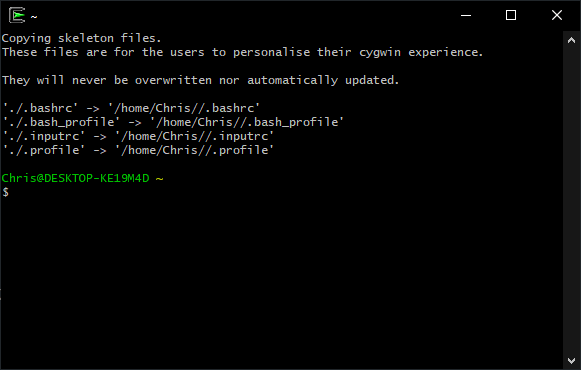 ~
Copying skeleton files.
These files are for the users to personalise their cygwin experience.
They will never be overwritten nor automatically updated.
'./.bashrc' -> '/home/Chris//.bashrc'
'./.bash_profile' -> '/home/Chris//.bash_profile'
'./.inputrc' -> '/home/Chris//.inputrc'
'./.profile' -> '/home/Chris//.profile'
Chris@DESKTOP-KE19M4D ~
$